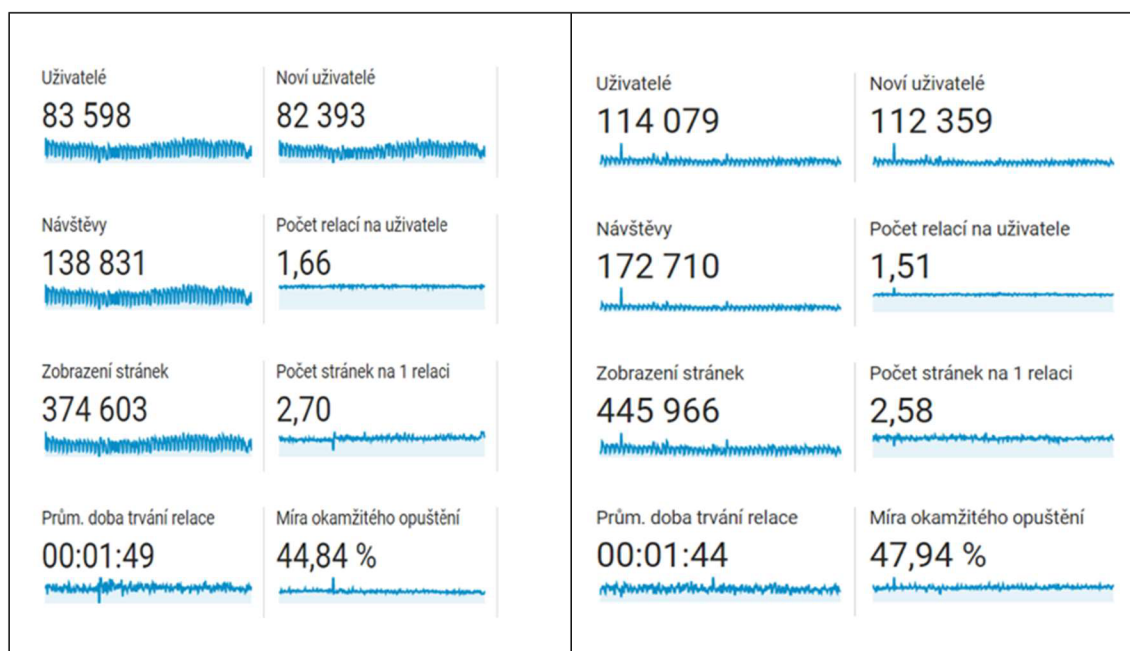 Uživatelé
83 598
Noví uživatelé
82 393
Návštěvy
138 831
Počet relací na uživatele
1,66
Zobrazení stránek
374 603
Počet stránek na 1 relaci
2,70
Prům. doba trvání relace
00:01:49
Míra okamžitého opuštění
44,84 %
Uživatelé
114 079
Noví uživatelé
112 359
Návštěvy
172 710
Počet relací na uživatele
1,51
Zobrazení stránek
445 966
Počet stránek na 1 relaci
2,58
Prům. doba trvání relace
00:01:44
Míra okamžitého opuštění
47,94 %